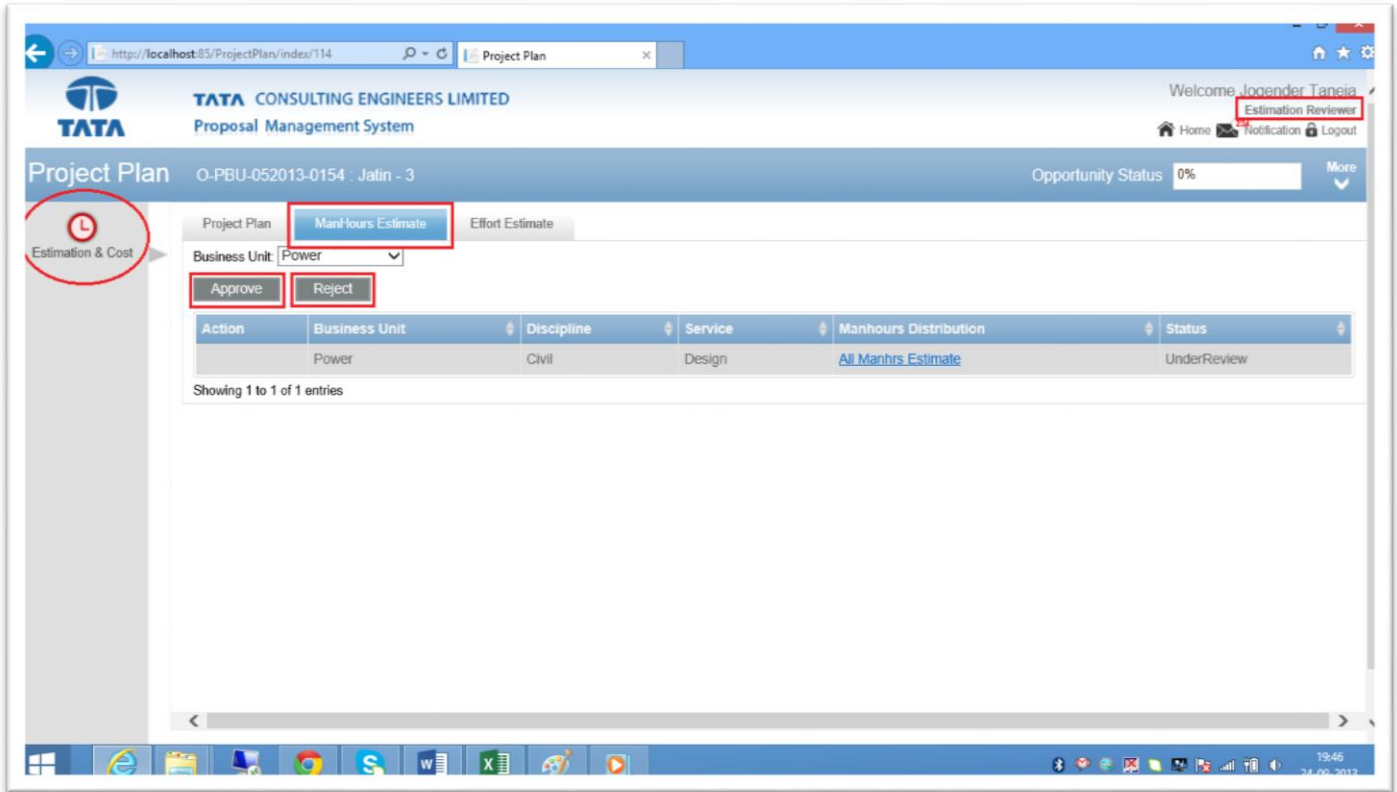 http://localhost:85/ProjectPlan/index/114
Project Plan
TATA
TATA CONSULTING ENGINEERS LIMITED
Proposal Management System
Welcome Jogender Taneja
Estimation Reviewer
Home Notification Logout
Project Plan O-PBU-052013-0154 : Jatin - 3 Opportunity Status 0% More
Estimation & Cost
Project Plan ManHours Estimate Effort Estimate
Business Unit: Power
Approve Reject
Action Business Unit Discipline Service Manhours Distribution Status
Power Civil Design All Manhrs Estimate UnderReview
Showing 1 to 1 of 1 entries
19:46
24-09-2013